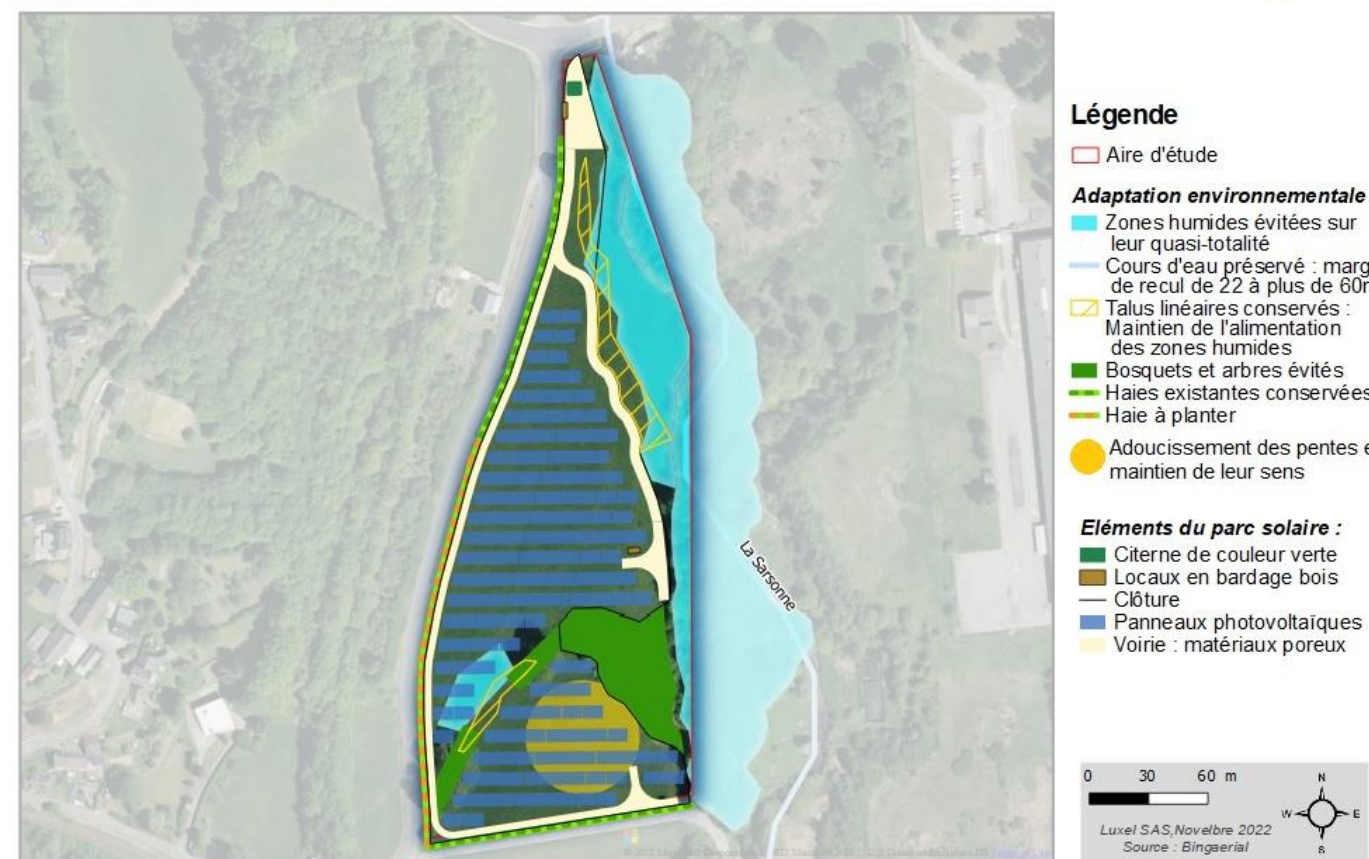 Légende
Aire d'étude
Adaptation environnementale
Zones humides évitées sur
leur quasi-totalité
Cours d'eau préservé : marg
de recul de 22 à plus de 60m
Talus linéaires conservés :
Maintien de l'alimentation
des zones humides
Bosquets et arbres évités
Haies existantes conservées
Haie à planter
Adoucissement des pentes e
maintien de leur sens
Eléments du parc solaire :
Citerne de couleur verte
Locaux en bardage bois
Clôture
Panneaux photovoltaïques
Voirie : matériaux poreux
La Sarsonne
0 30 60 m
N
W E
S
Luxel SAS,Novelbre 2022
Source : Bingaerial